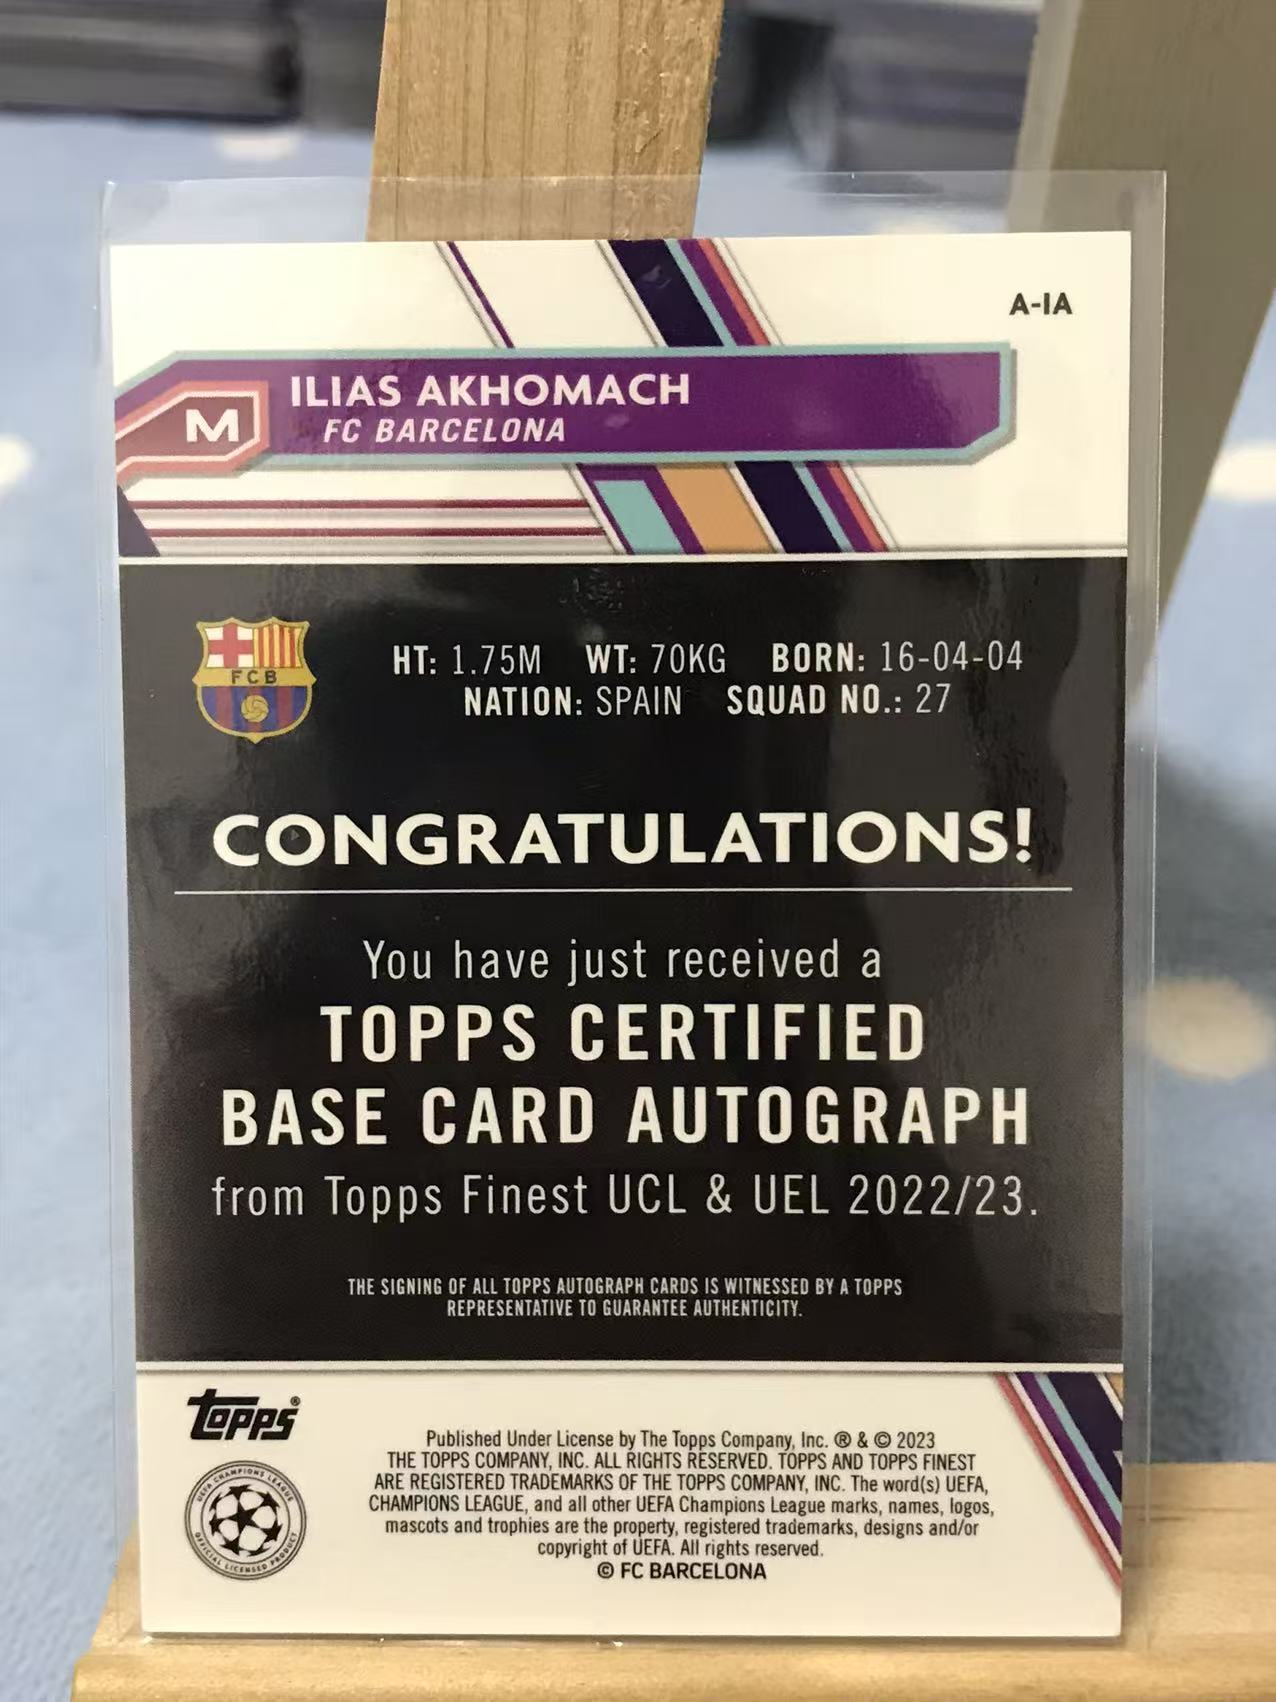 A-IA
M
ILIAS AKHOMACH
FC BARCELONA
FCB
HT: 1.75M WT: 70KG BORN: 16-04-04
NATION: SPAIN SQUAD NO.: 27
CONGRATULATIONS!
You have just received a
TOPPS CERTIFIED
BASE CARD AUTOGRAPH
from Topps Finest UCL & UEL 2022/23.
THE SIGNING OF ALL TOPPS AUTOGRAPH CARDS IS WITNESSED BY A TOPPS
REPRESENTATIVE TO GUARANTEE AUTHENTICITY.
topps®
UEFA CHAMPIONS LEAGUE
OFFICIAL LICENSED PRODUCT
Published Under License by The Topps Company, Inc. ® & © 2023
THE TOPPS COMPANY, INC. ALL RIGHTS RESERVED. TOPPS AND TOPPS FINEST
ARE REGISTERED TRADEMARKS OF THE TOPPS COMPANY, INC. The word(s) UEFA,
CHAMPIONS LEAGUE, and all other UEFA Champions League marks, names, logos,
mascots and trophies are the property, registered trademarks, designs and/or
copyright of UEFA. All rights reserved.
© FC BARCELONA